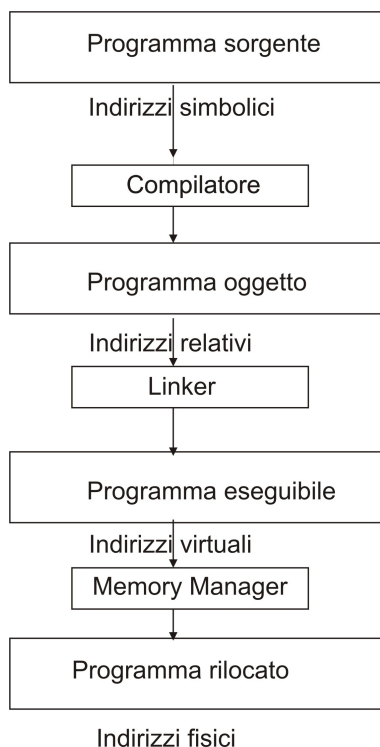 Programma sorgente
Indirizzi simbolici
Compilatore
Programma oggetto
Indirizzi relativi
Linker
Programma eseguibile
Indirizzi virtuali
Memory Manager
Programma rilocato
Indirizzi fisici